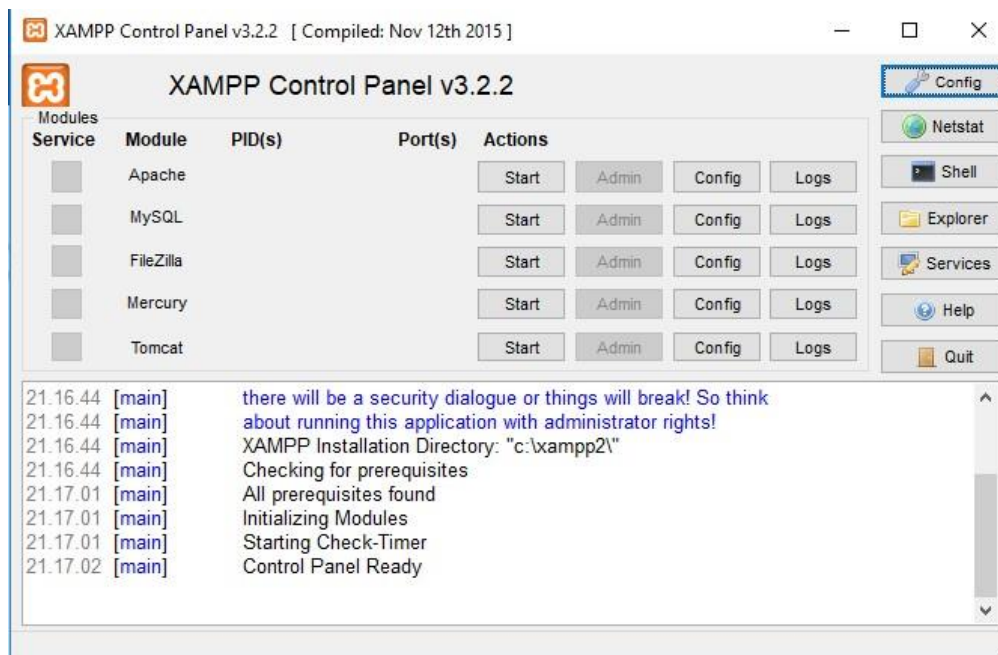 XAMPP Control Panel v3.2.2 [ Compiled: Nov 12th 2015 ]
XAMPP Control Panel v3.2.2
Config
Modules
Service Module PID(s) Port(s) Actions
Netstat
Apache Start Admin Config Logs
Shell
MySQL Start Admin Config Logs
Explorer
FileZilla Start Admin Config Logs
Services
Mercury Start Admin Config Logs
Help
Tomcat Start Admin Config Logs
Quit
21.16.44 [main] there will be a security dialogue or things will break! So think
21.16.44 [main] about running this application with administrator rights!
21.16.44 [main] XAMPP Installation Directory: "c:\xampp2\"
21.16.44 [main] Checking for prerequisites
21.17.01 [main] All prerequisites found
21.17.01 [main] Initializing Modules
21.17.01 [main] Starting Check-Timer
21.17.02 [main] Control Panel Ready